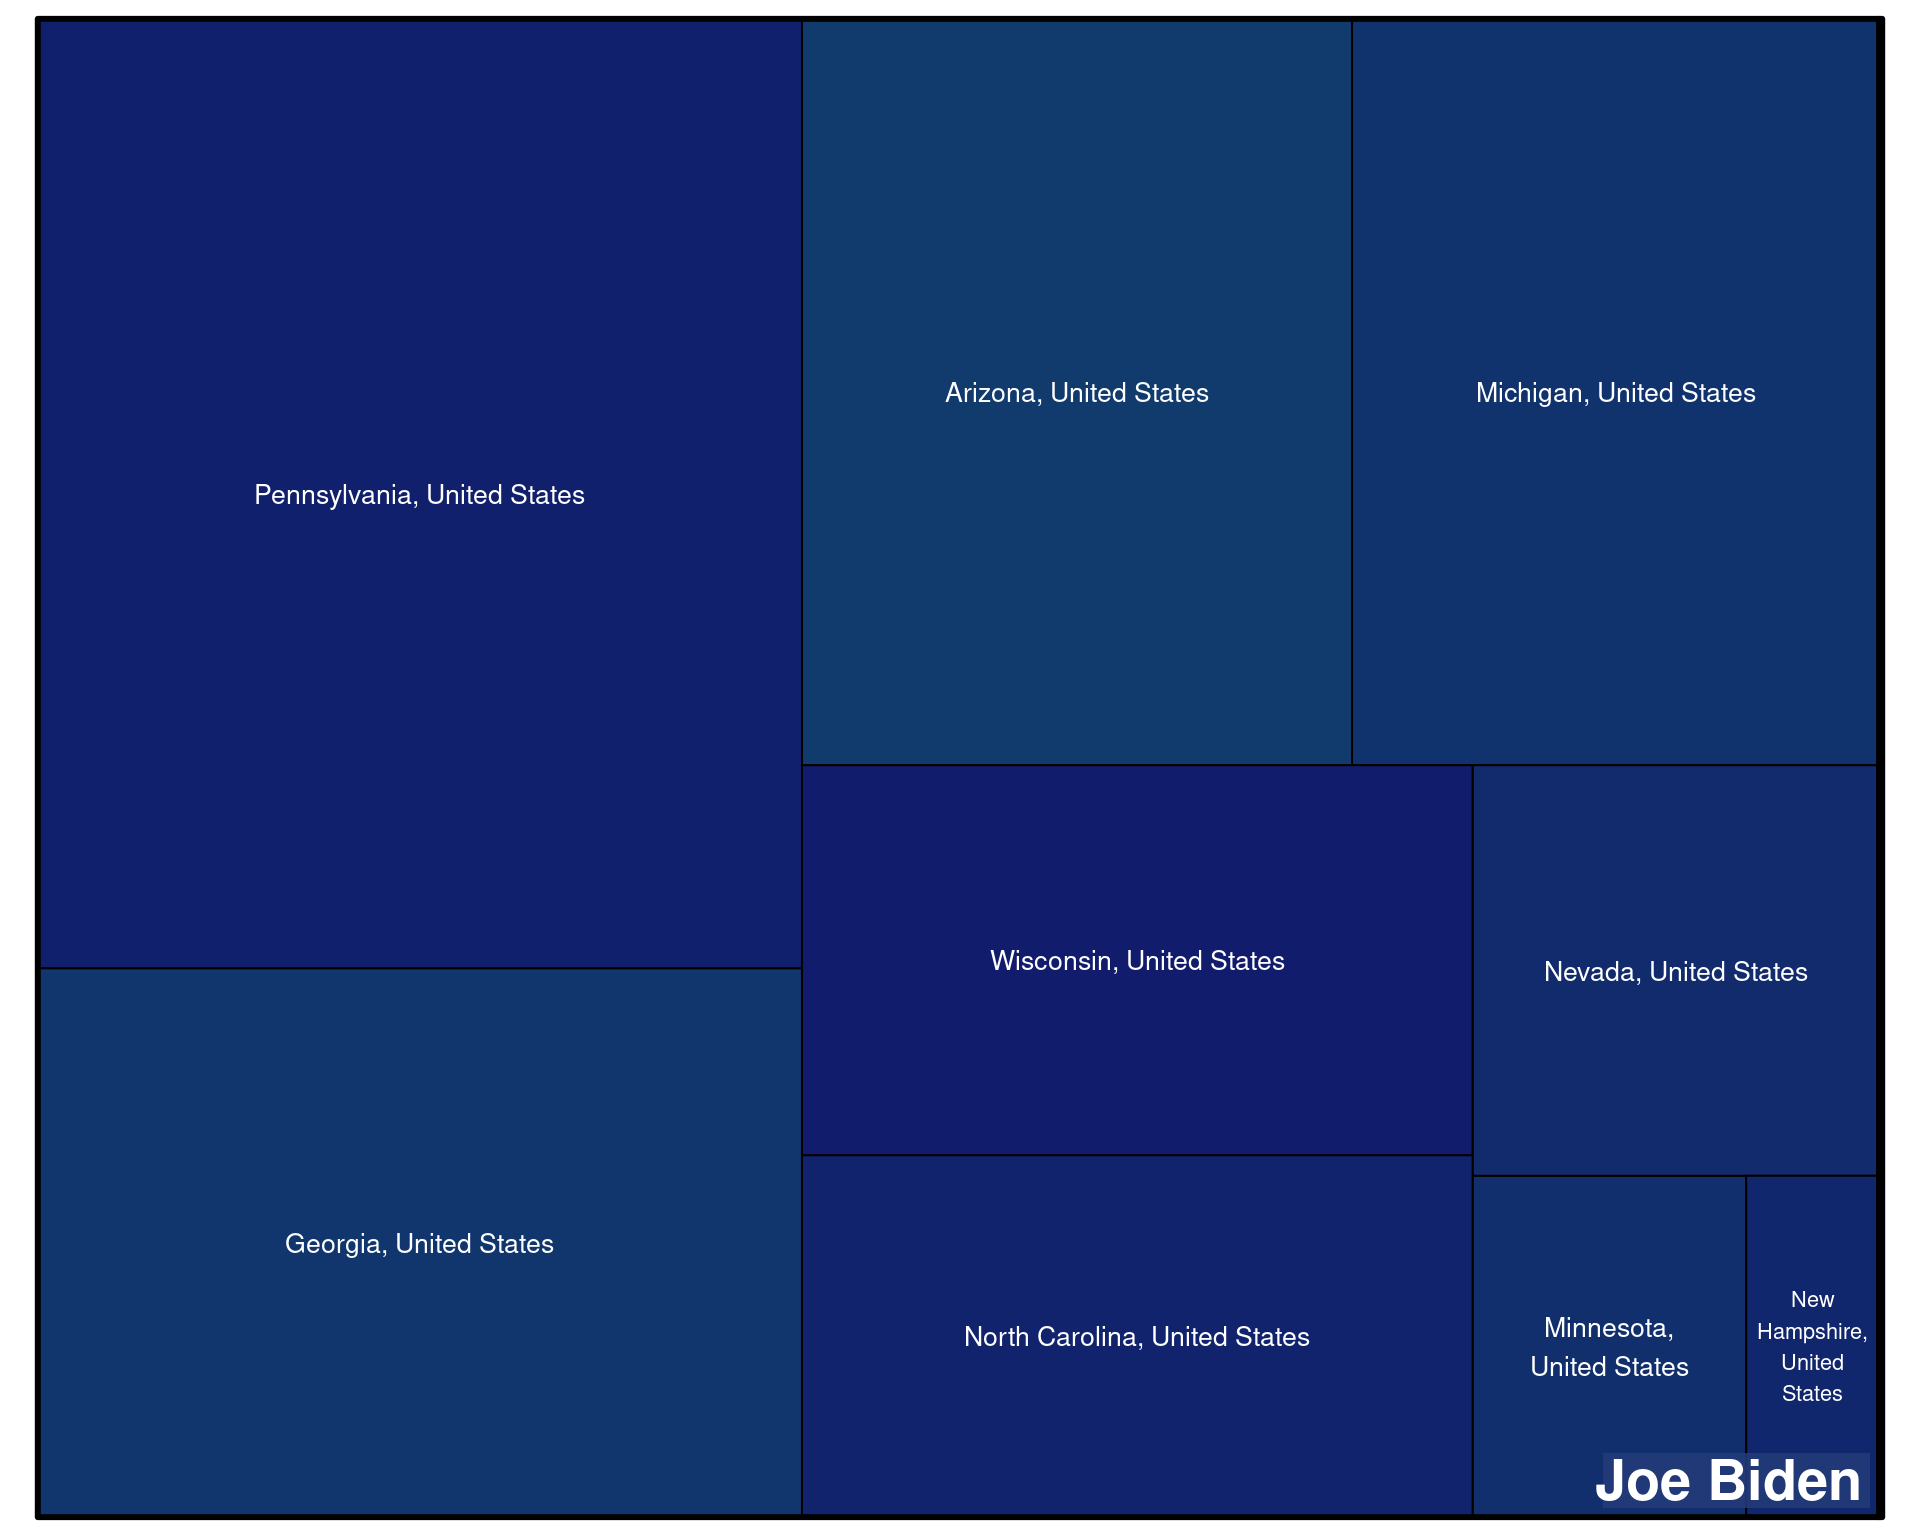 Pennsylvania, United States
Arizona, United States
Michigan, United States
Georgia, United States
Wisconsin, United States
Nevada, United States
North Carolina, United States
Minnesota,
United States
New
Hampshire,
United
States
Joe Biden